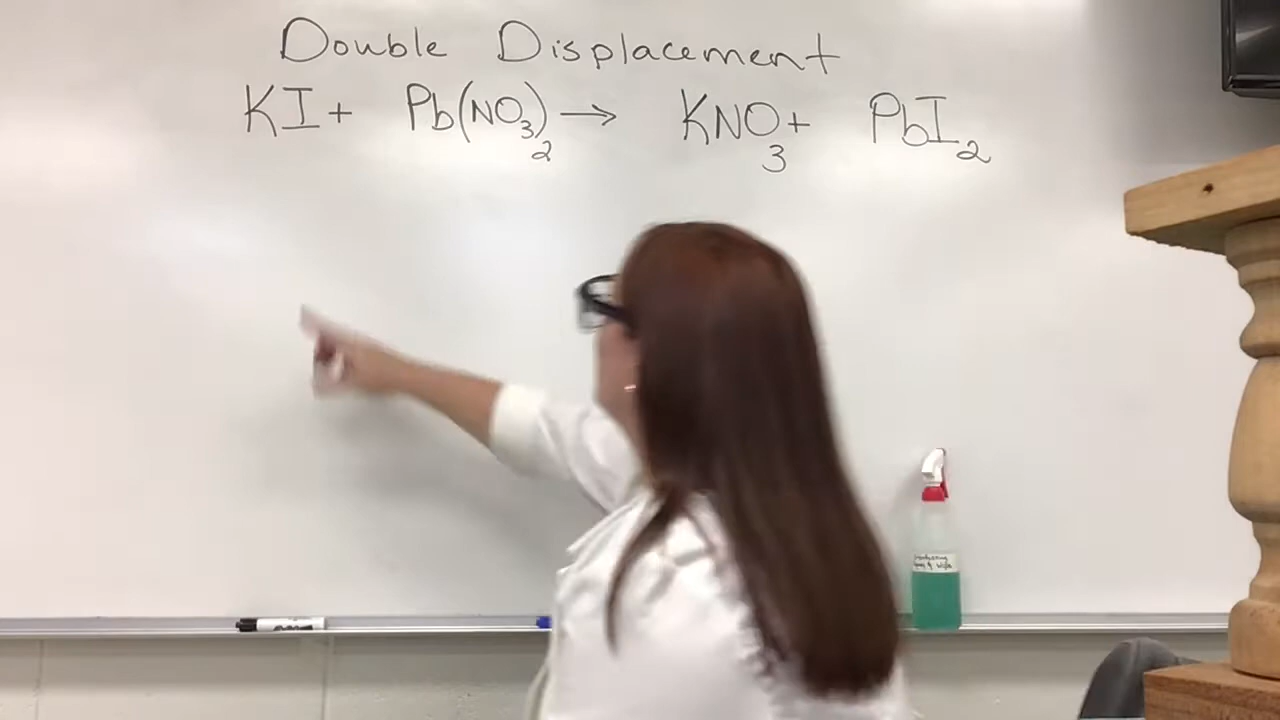 Double Displacement
KI + Pb(NO₃)₂ → KNO₃ + PbI₂